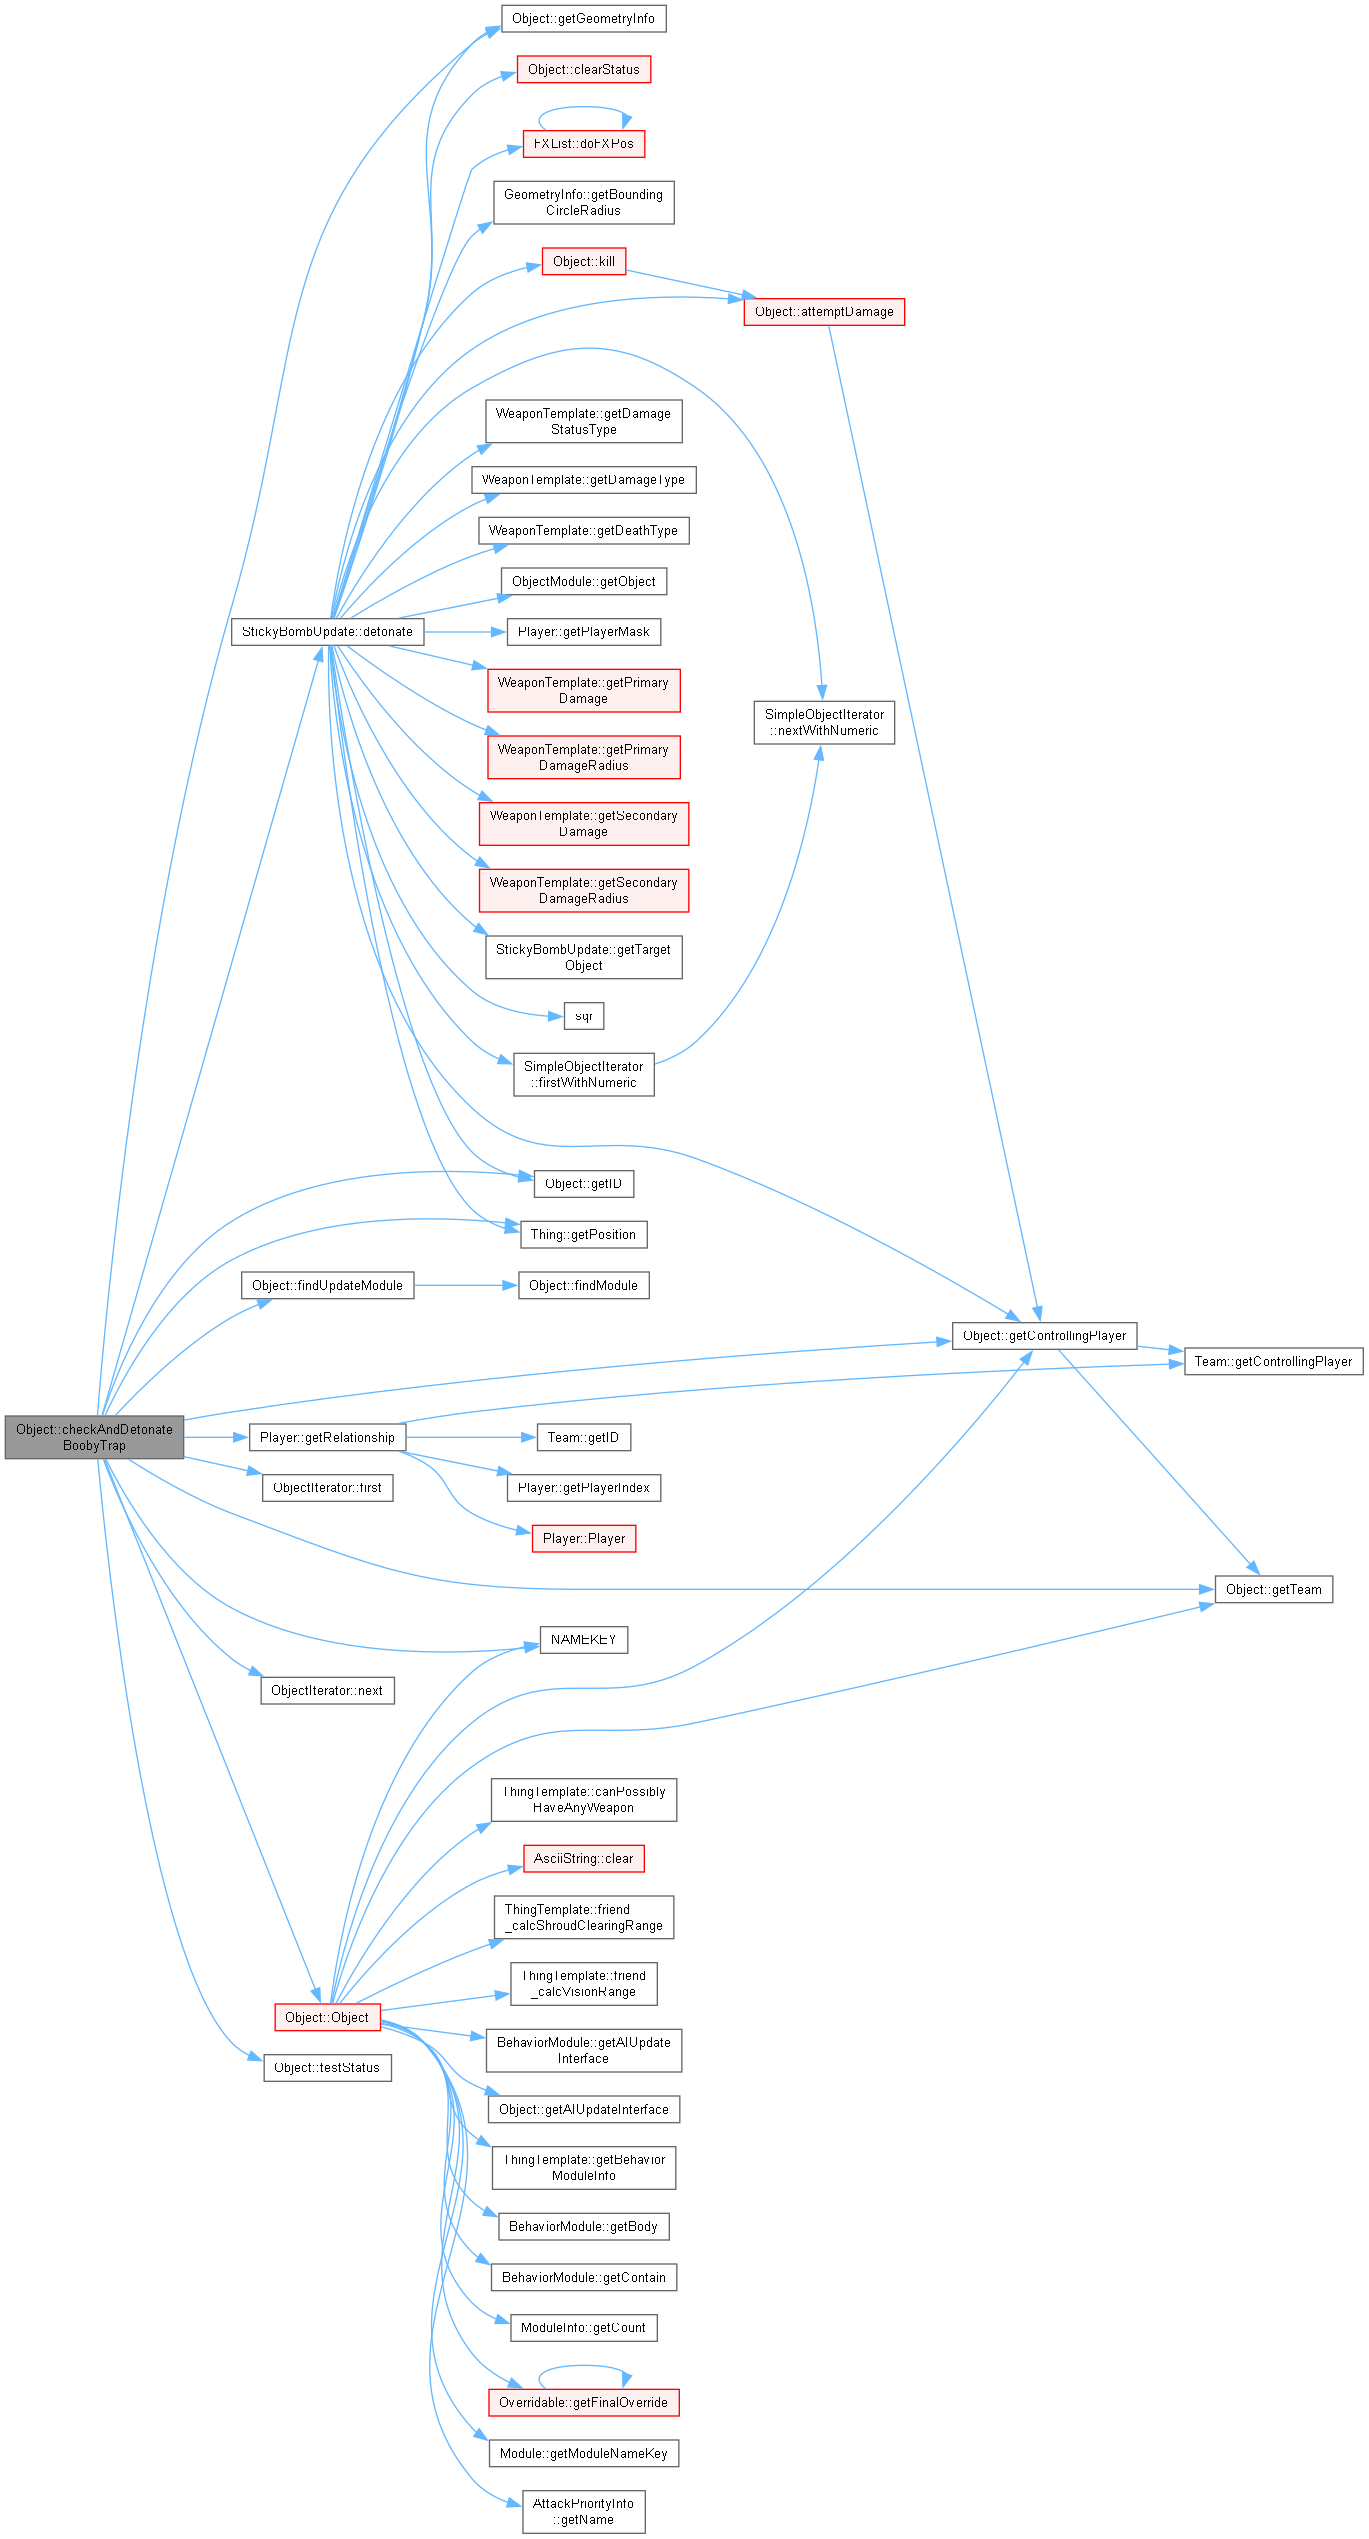 Object::getGeometryInfo
Object::clearStatus
FXList::doFXPos
GeometryInfo::getBounding
CircleRadius
Object::kill
Object::attemptDamage
WeaponTemplate::getDamage
StatusType
WeaponTemplate::getDamageType
WeaponTemplate::getDeathType
ObjectModule::getObject
StickyBombUpdate::detonate
Player::getPlayerMask
WeaponTemplate::getPrimary
Damage
SimpleObjectIterator
::nextWithNumeric
WeaponTemplate::getPrimary
DamageRadius
WeaponTemplate::getSecondary
Damage
WeaponTemplate::getSecondary
DamageRadius
StickyBombUpdate::getTarget
Object
sqr
SimpleObjectIterator
::firstWithNumeric
Object::getID
Thing::getPosition
Object::findUpdateModule
Object::findModule
Object::getControllingPlayer
Team::getControllingPlayer
Object::checkAndDetonate
BoobyTrap
Player::getRelationship
Team::getID
ObjectIterator::first
Player::getPlayerIndex
Player::Player
Object::getTeam
NAMEKEY
ObjectIterator::next
ThingTemplate::canPossibly
HaveAnyWeapon
AsciiString::clear
ThingTemplate::friend
_calcShroudClearingRange
ThingTemplate::friend
_calcVisionRange
Object::Object
BehaviorModule::getAIUpdate
Interface
Object::testStatus
Object::getAIUpdateInterface
ThingTemplate::getBehavior
ModuleInfo
BehaviorModule::getBody
BehaviorModule::getContain
ModuleInfo::getCount
Overridable::getFinalOverride
Module::getModuleNameKey
AttackPriorityInfo
::getName